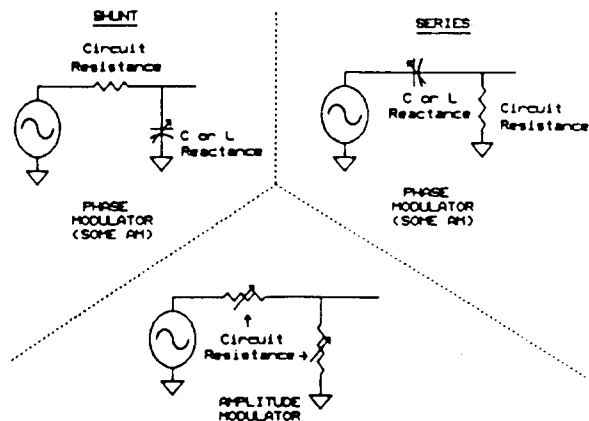 SHUNT
Circuit
Resistance
C or L
Reactance
PHASE
MODULATOR
(SOME AM)
SERIES
C or L
Reactance
Circuit
Resistance
PHASE
MODULATOR
(SOME AM)
Circuit
Resistance
AMPLITUDE
MODULATOR